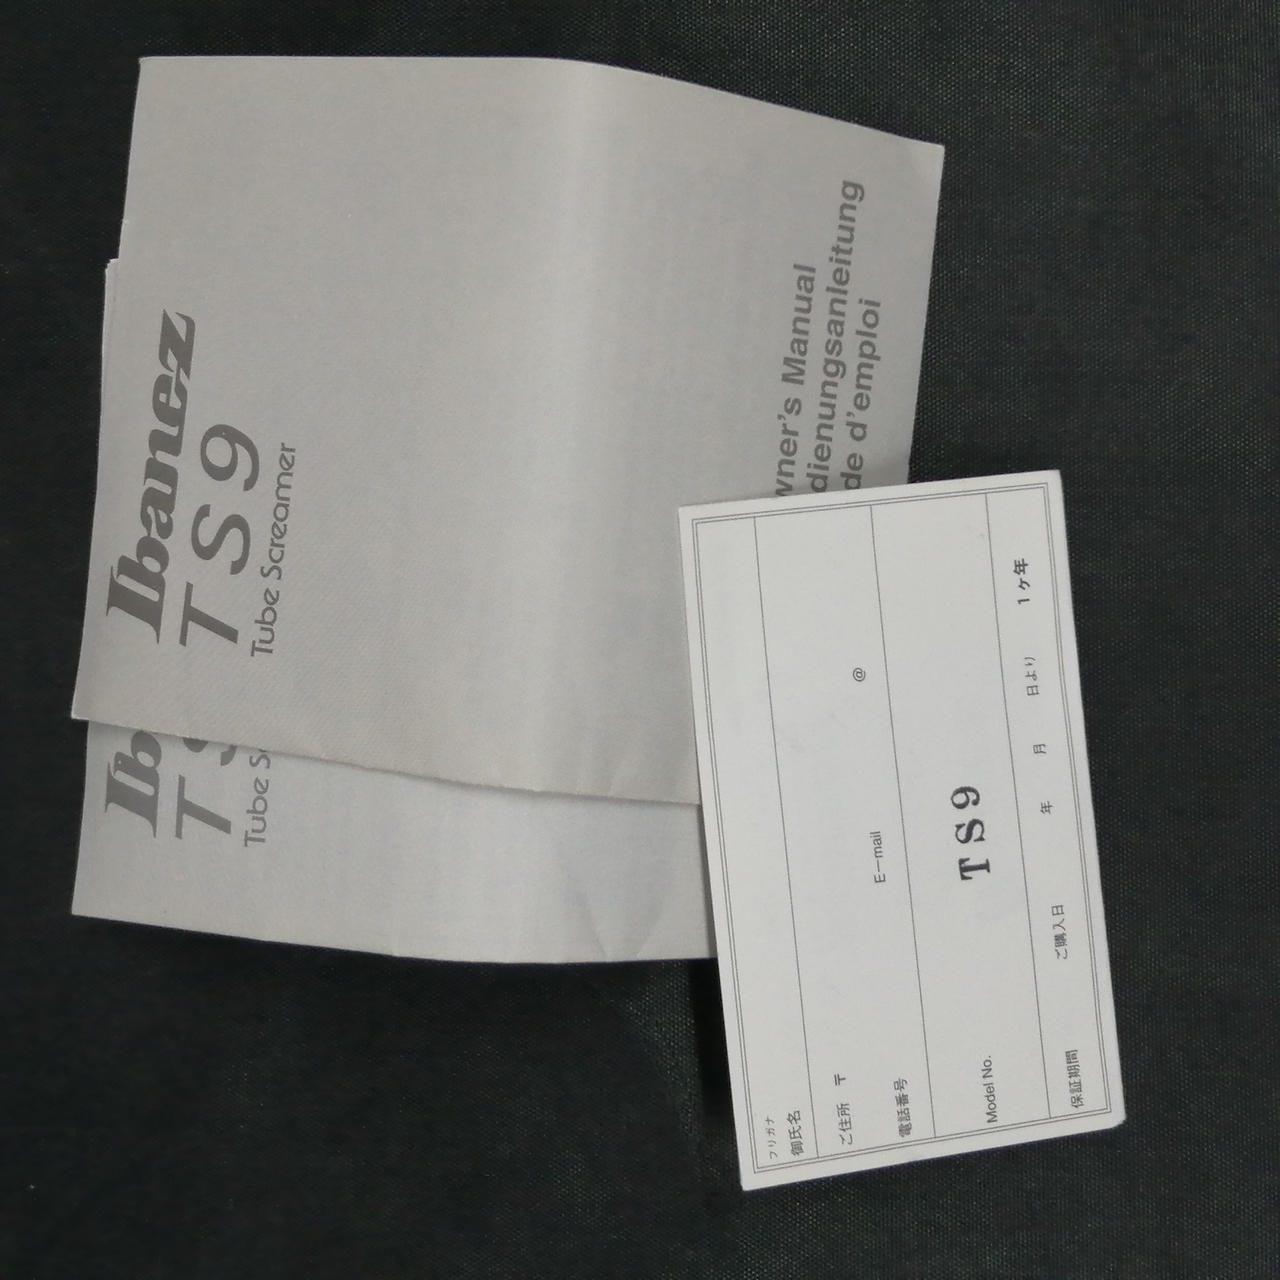 Ibanez
TS9
Tube Screamer
wner's Manual
dienungsanleitung
de d'emploi
Ib
TS
Tube Sc
フリガナ
御氏名
ご住所 〒
電話番号 E－mail @
Model No. TS9
保証期間 ご購入日 年 月 日より 1ヶ年